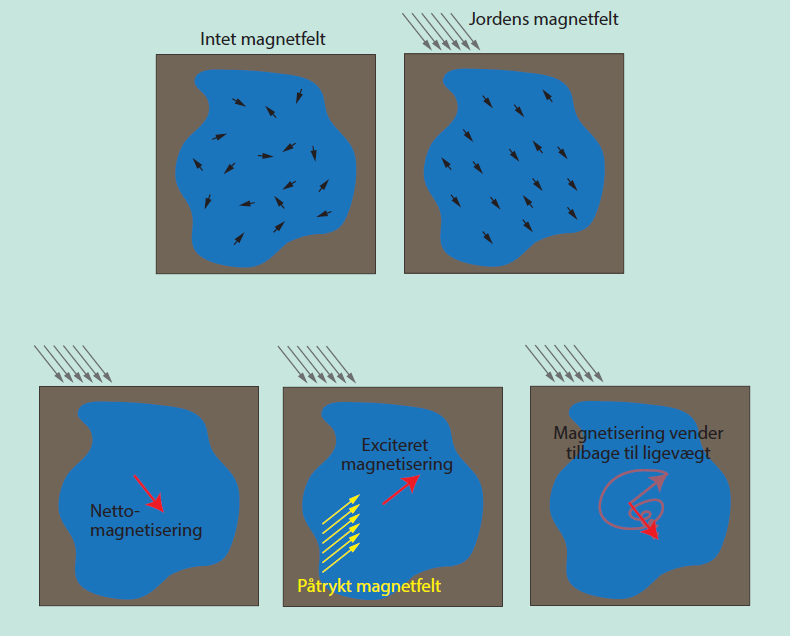 Intet magnetfelt
Jordens magnetfelt
Netto-
magnetisering
Exciteret
magnetisering
Påtrykt magnetfelt
Magnetisering vender
tilbage til ligevægt